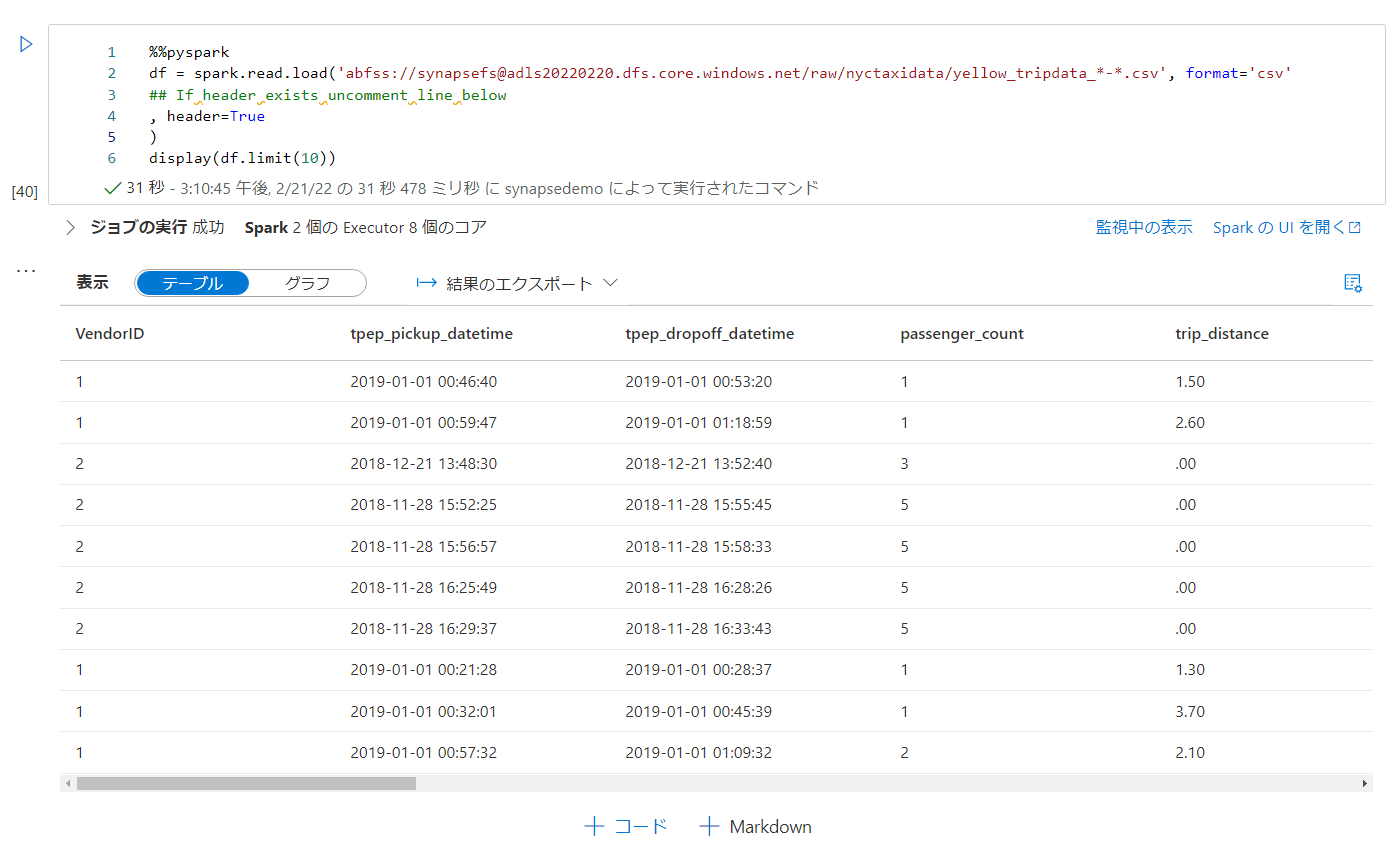 1 %%pyspark
2 df = spark.read.load('abfss://synapsefs@adls20220220.dfs.core.windows.net/raw/nyctaxidata/yellow_tripdata_*-*.csv', format='csv'
3 ## If header exists uncomment line below
4 , header=True
5 )
6 display(df.limit(10))
[40] 31 秒 - 3:10:45 午後, 2/21/22 の 31 秒 478 ミリ秒 に synapsedemo によって実行されたコマンド
ジョブの実行 成功 Spark 2 個の Executor 8 個のコア 監視中の表示 Spark の UI を開く
...
表示 テーブル グラフ 結果のエクスポート
VendorID tpep_pickup_datetime tpep_dropoff_datetime passenger_count trip_distance
1 2019-01-01 00:46:40 2019-01-01 00:53:20 1 1.50
1 2019-01-01 00:59:47 2019-01-01 01:18:59 1 2.60
2 2018-12-21 13:48:30 2018-12-21 13:52:40 3 .00
2 2018-11-28 15:52:25 2018-11-28 15:55:45 5 .00
2 2018-11-28 15:56:57 2018-11-28 15:58:33 5 .00
2 2018-11-28 16:25:49 2018-11-28 16:28:26 5 .00
2 2018-11-28 16:29:37 2018-11-28 16:33:43 5 .00
1 2019-01-01 00:21:28 2019-01-01 00:28:37 1 1.30
1 2019-01-01 00:32:01 2019-01-01 00:45:39 1 3.70
1 2019-01-01 00:57:32 2019-01-01 01:09:32 2 2.10
コード Markdown